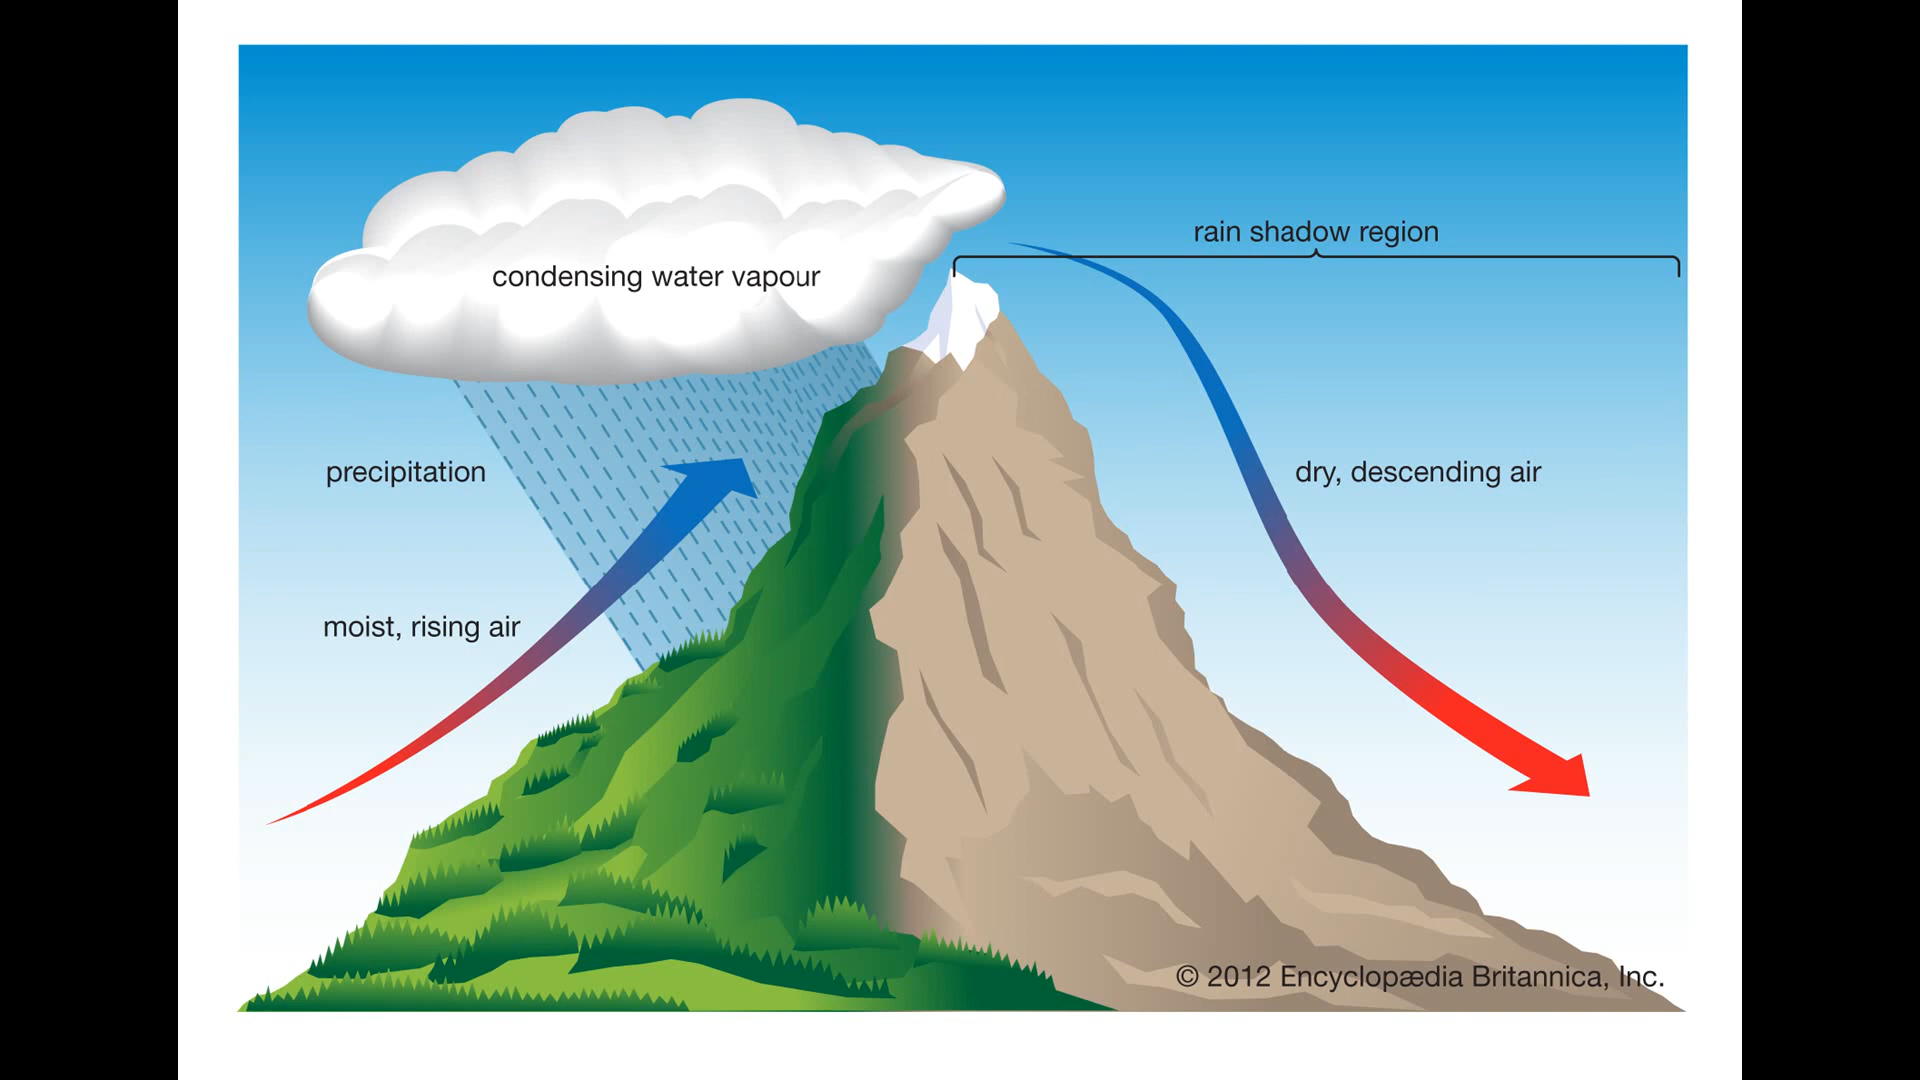 rain shadow region
condensing water vapour
precipitation
dry, descending air
moist, rising air
© 2012 Encyclopædia Britannica, Inc.